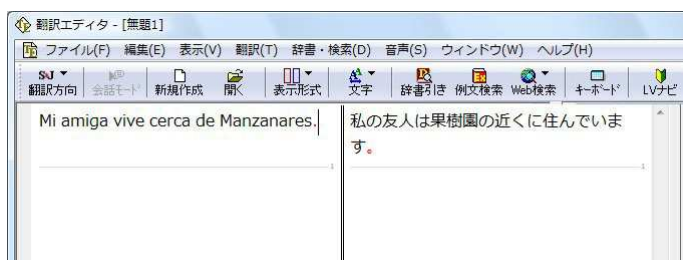 翻訳エディタ - [無題1]
ファイル(F) 編集(E) 表示(V) 翻訳(T) 辞書・検索(D) 音声(S) ウィンドウ(W) ヘルプ(H)
S▸J
翻訳方向 会話モード 新規作成 開く 表示形式 文字 辞書引き 例文検索 Web検索 キーボード LVナビ
Mi amiga vive cerca de Manzanares.
私の友人は果樹園の近くに住んでいま
す。
1 1